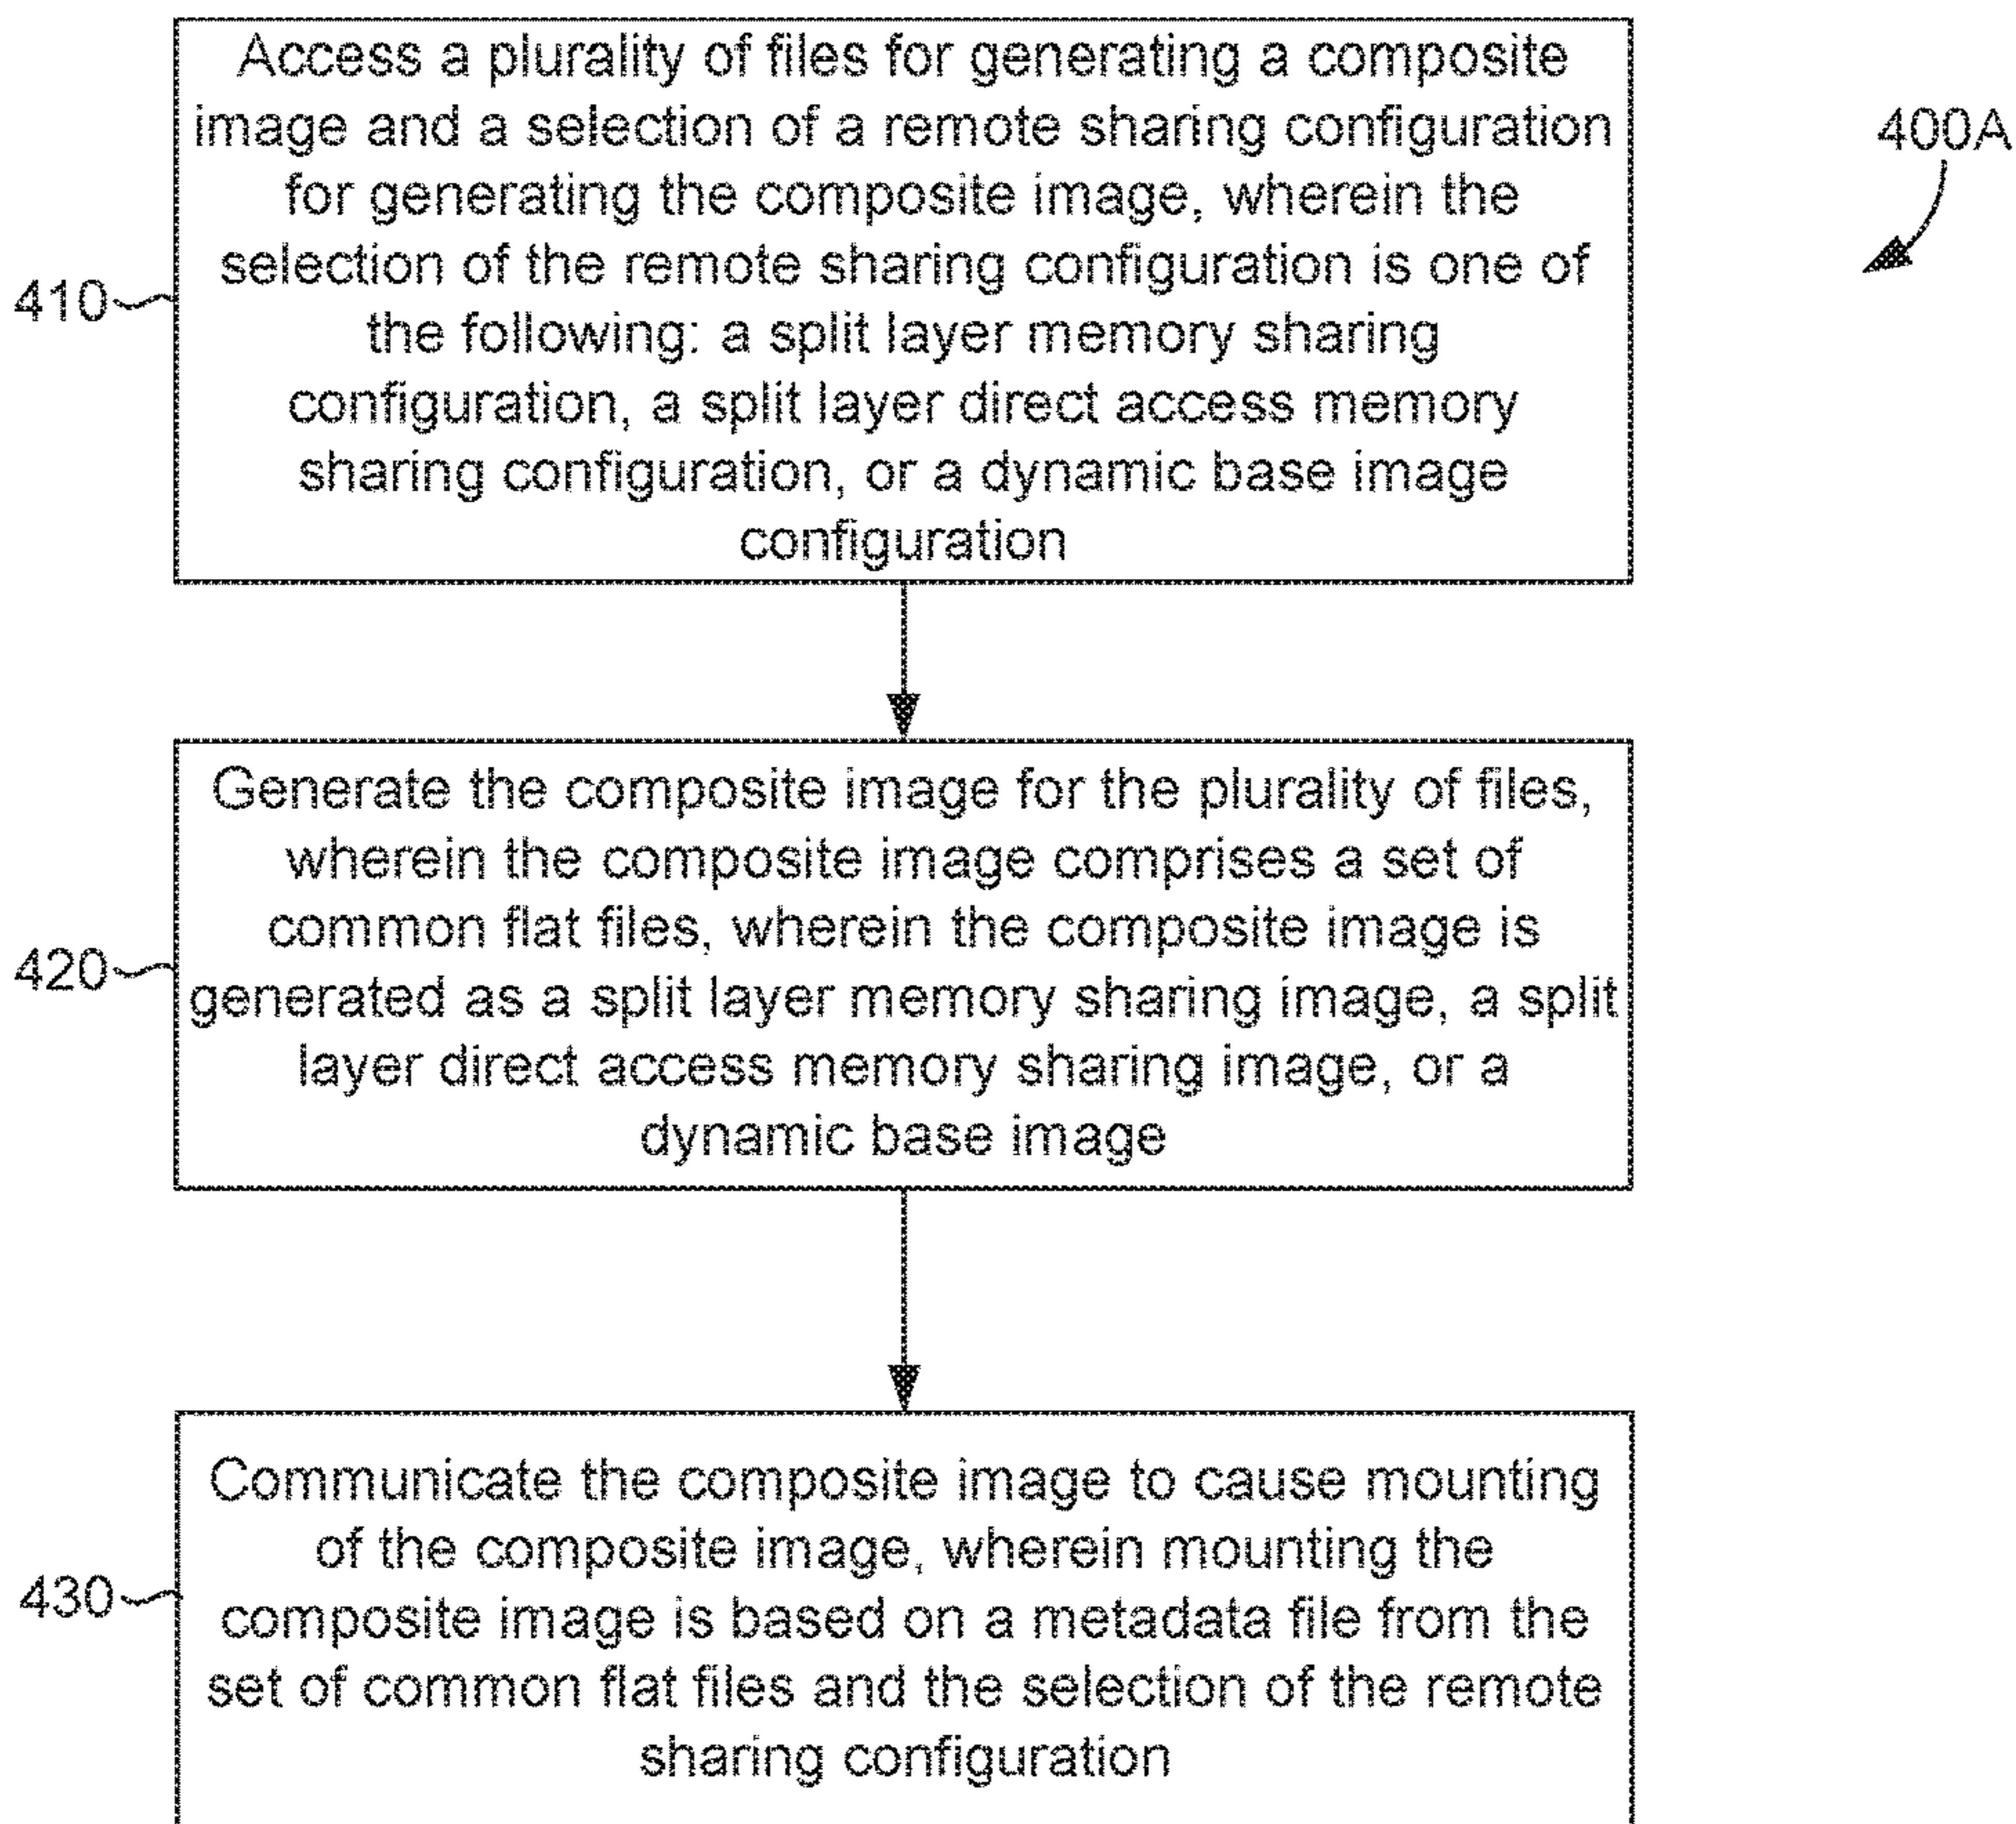 Access a plurality of files for generating a composite
image and a selection of a remote sharing configuration
for generating the composite image, wherein the
selection of the remote sharing configuration is one of
the following: a split layer memory sharing
configuration, a split layer direct access memory
sharing configuration, or a dynamic base image
configuration
400A
410
Generate the composite image for the plurality of files,
wherein the composite image comprises a set of
common flat files, wherein the composite image is
generated as a split layer memory sharing image, a split
layer direct access memory sharing image, or a
dynamic base image
420
Communicate the composite image to cause mounting
of the composite image, wherein mounting the
composite image is based on a metadata file from the
set of common flat files and the selection of the remote
sharing configuration
430